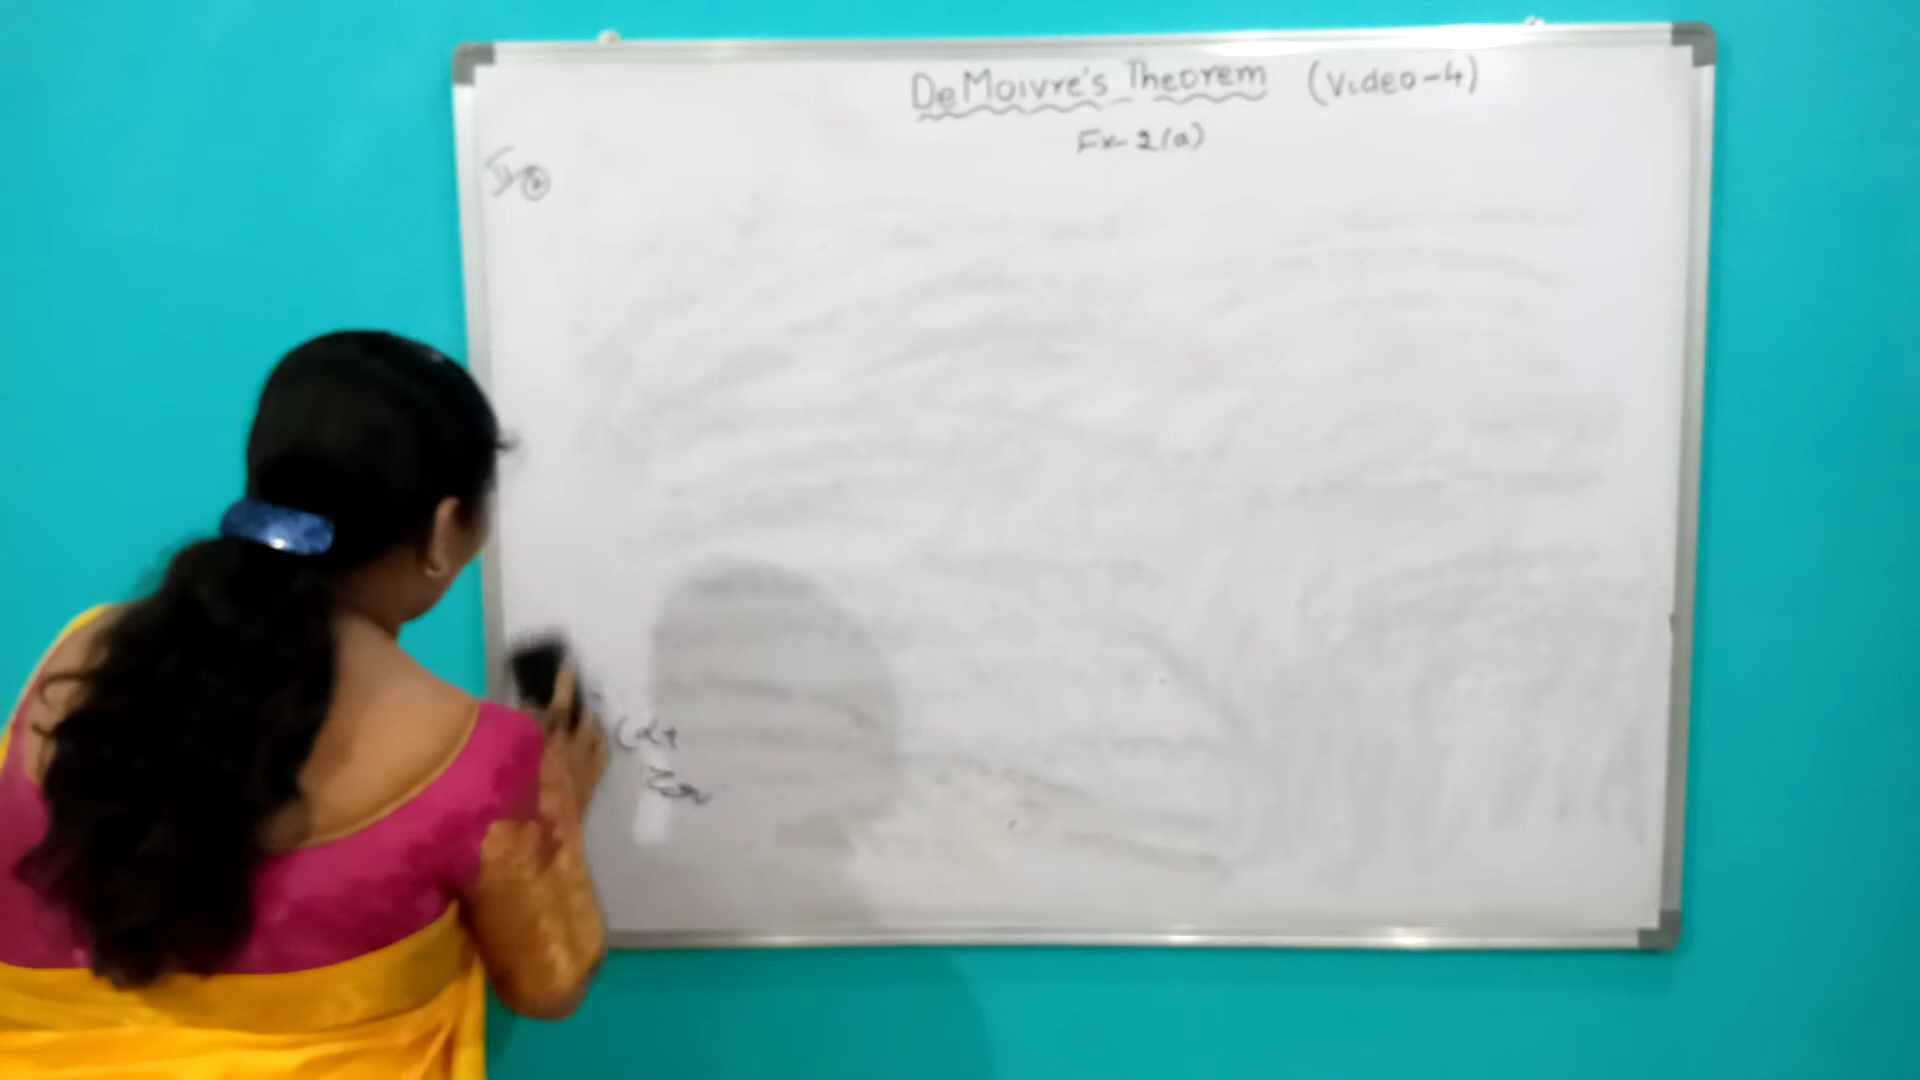 DeMoivre's Theorem (Video-4)
Ex-2(a)
(α+